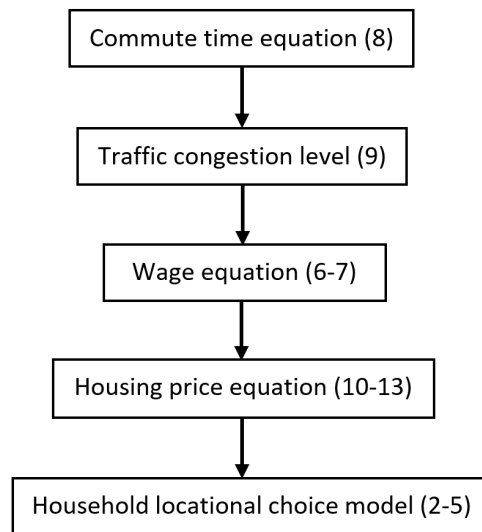 Commute time equation (8)
Traffic congestion level (9)
Wage equation (6-7)
Housing price equation (10-13)
Household locational choice model (2-5)